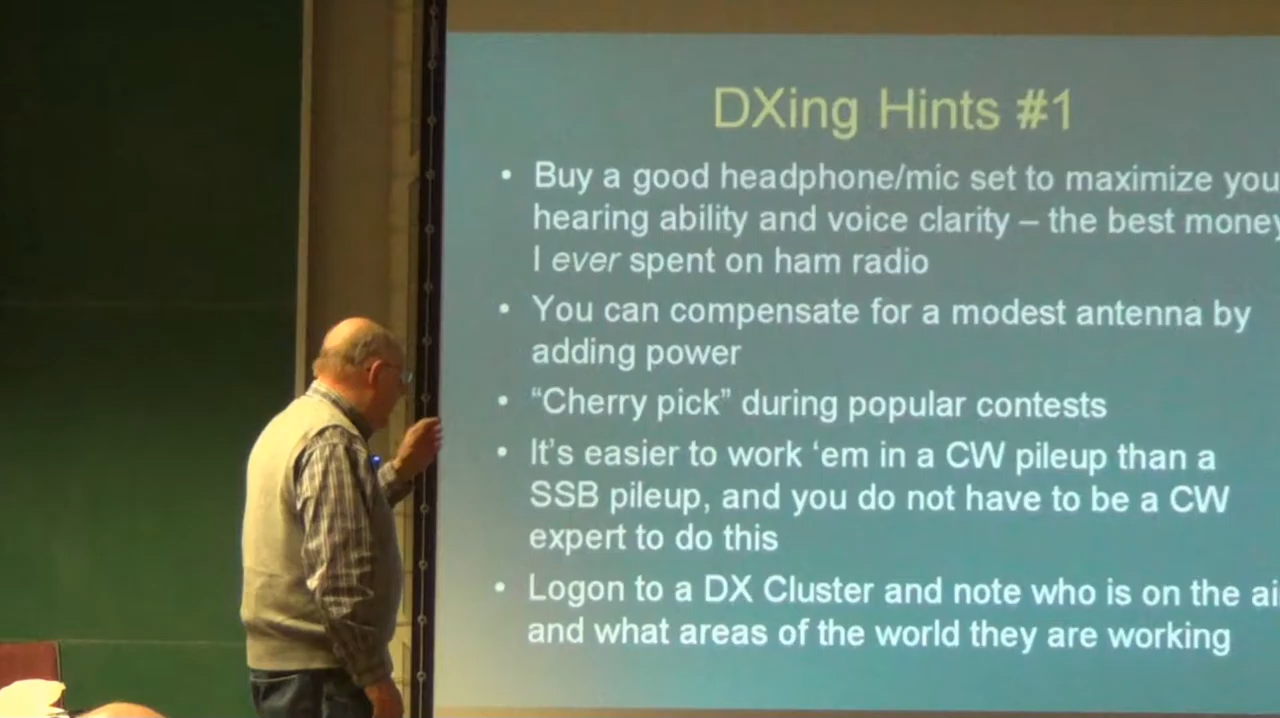 DXing Hints #1
• Buy a good headphone/mic set to maximize you
hearing ability and voice clarity – the best money
I ever spent on ham radio
• You can compensate for a modest antenna by
adding power
• “Cherry pick” during popular contests
• It’s easier to work ‘em in a CW pileup than a
SSB pileup, and you do not have to be a CW
expert to do this
• Logon to a DX Cluster and note who is on the ai
and what areas of the world they are working